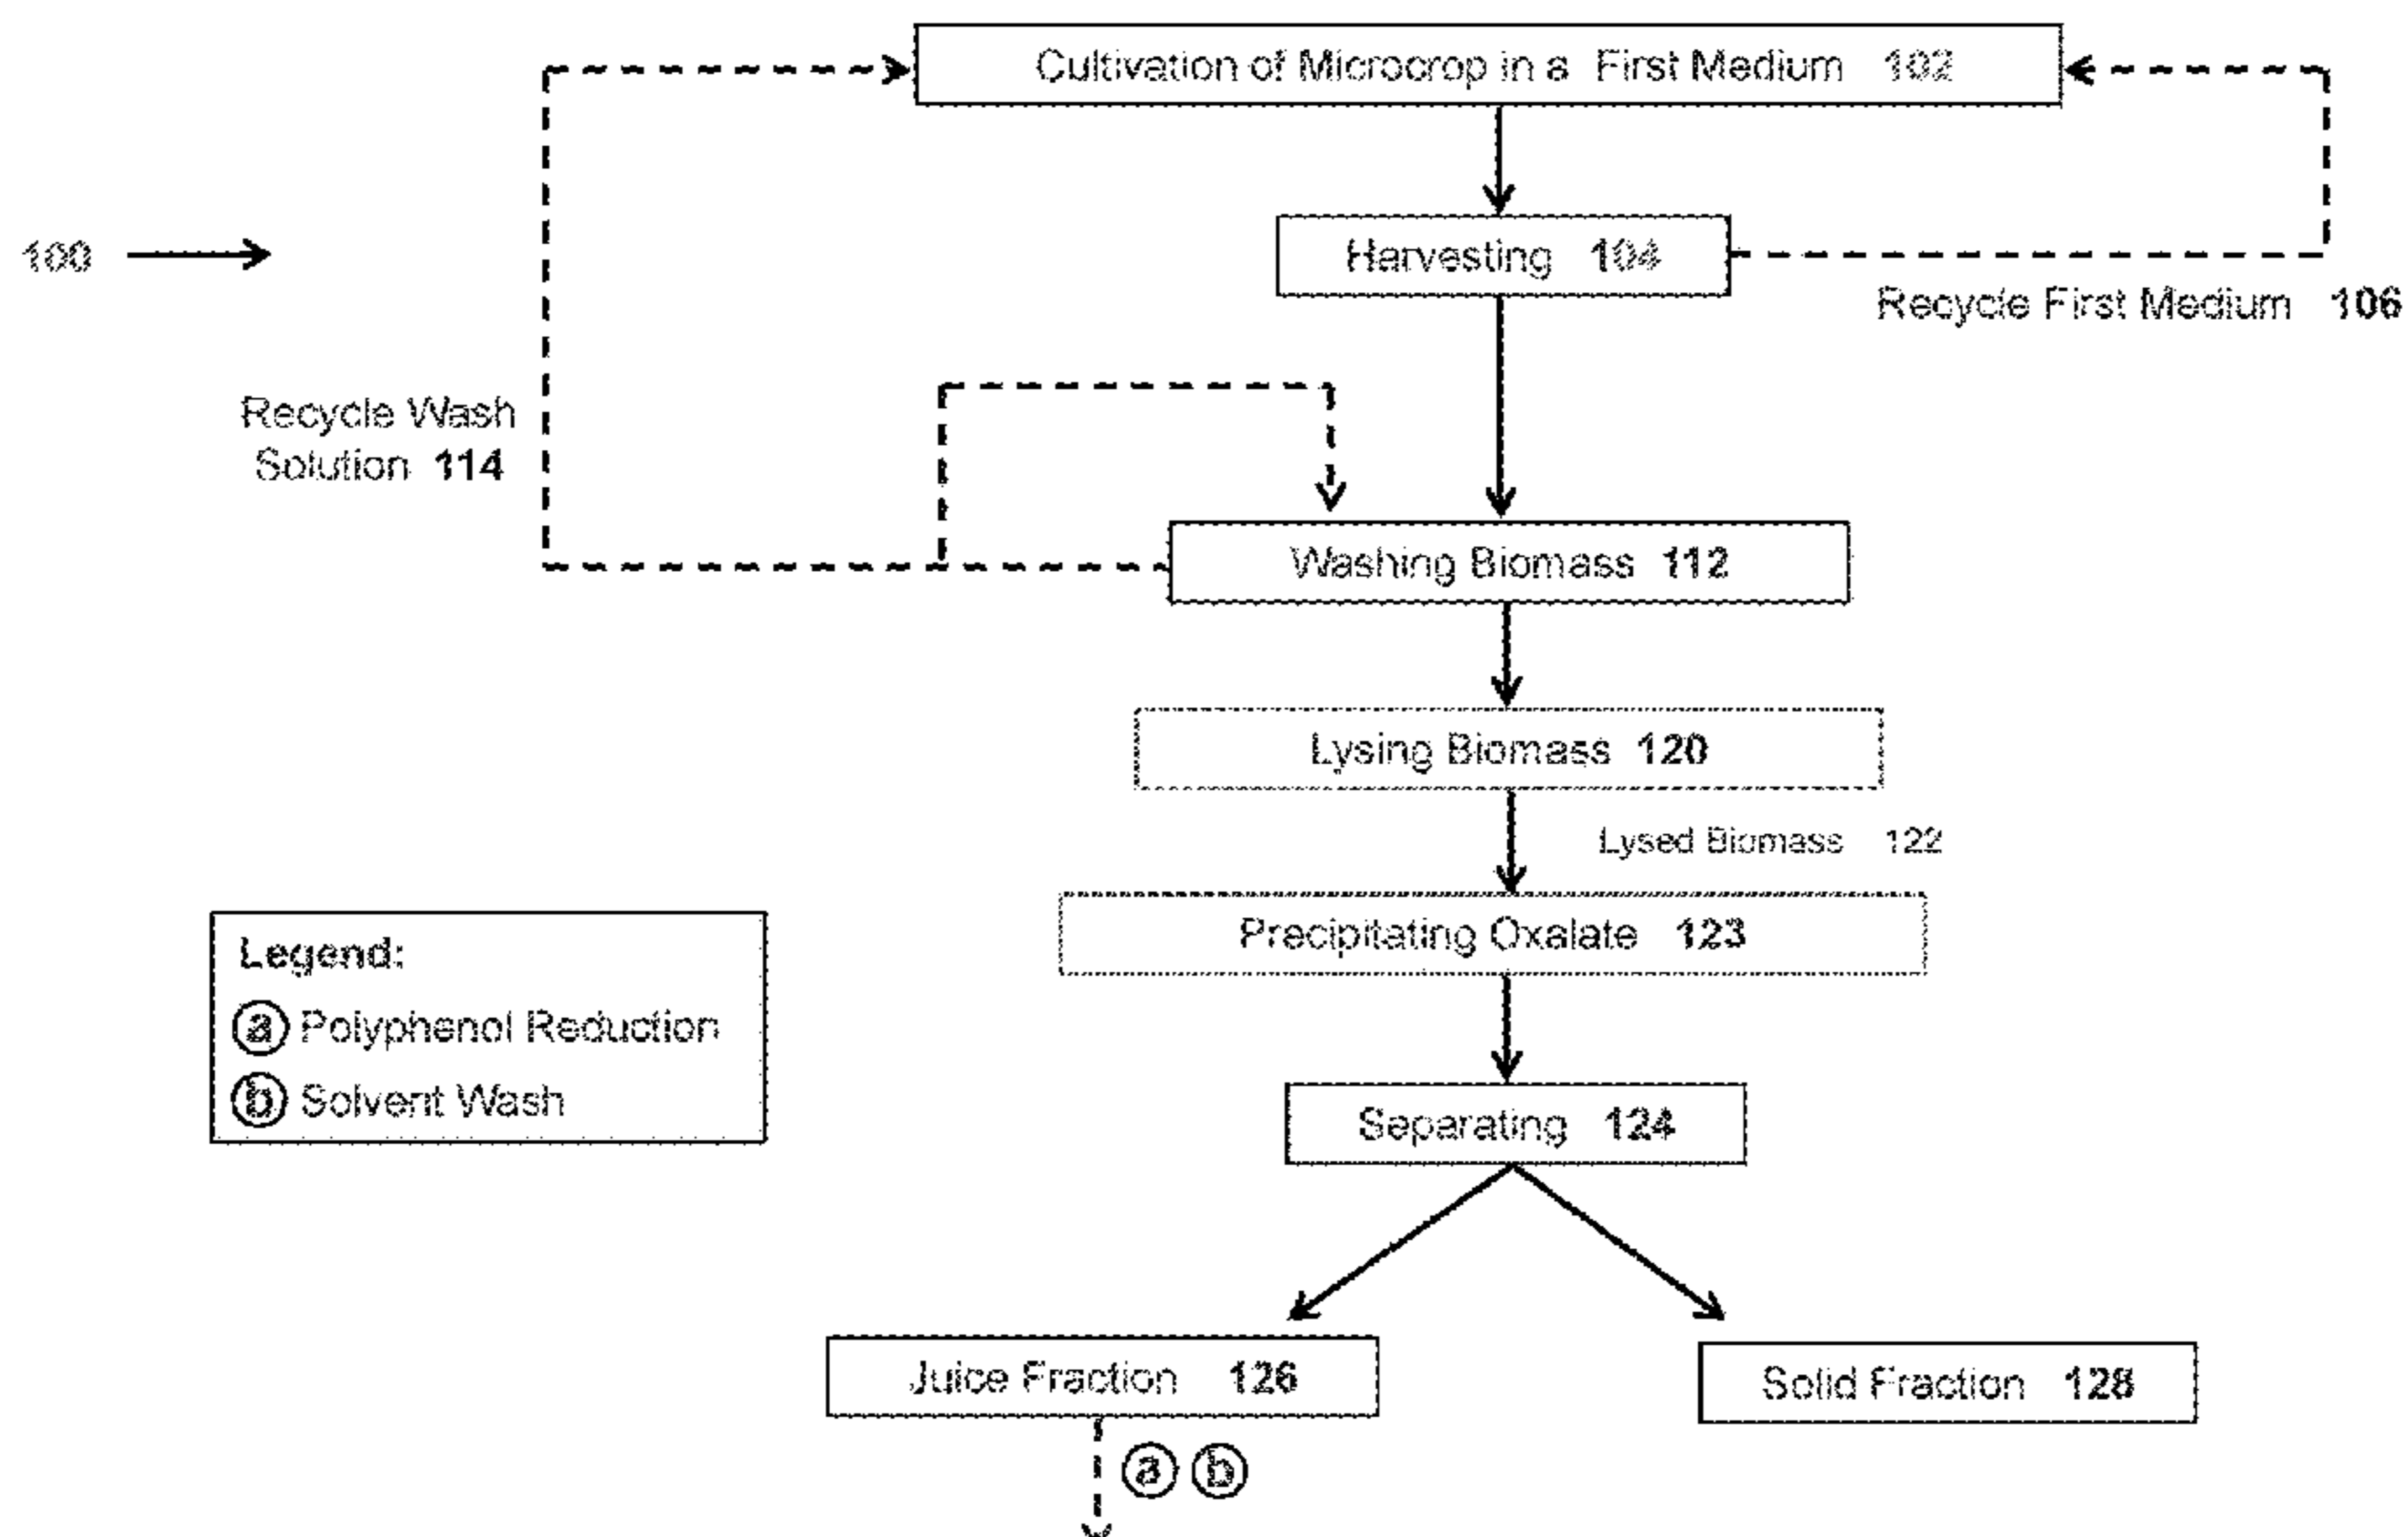 Cultivation of Microcrop in a First Medium 102
100
Harvesting 104
Recycle First Medium 106
Recycle Wash
Solution 114
Washing Biomass 112
Lysing Biomass 120
Lysed Biomass 122
Precipitating Oxalate 123
Legend:
a Polyphenol Reduction
b Solvent Wash
Separating 124
Juice Fraction 126
Solid Fraction 128
a b